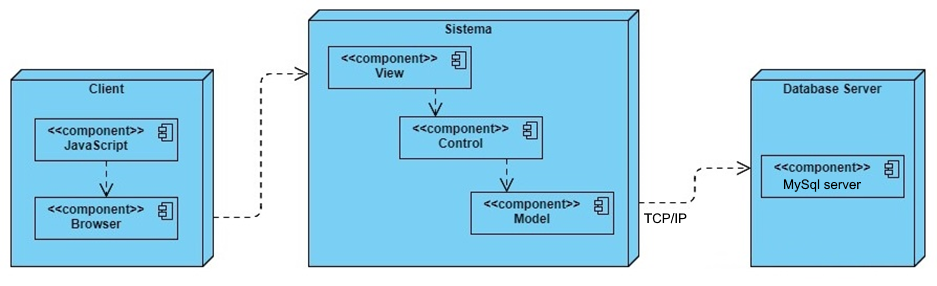 Client
<<component>>
JavaScript
<<component>>
Browser
Sistema
<<component>>
View
<<component>>
Control
<<component>>
Model
TCP/IP
Database Server
<<component>>
MySql server